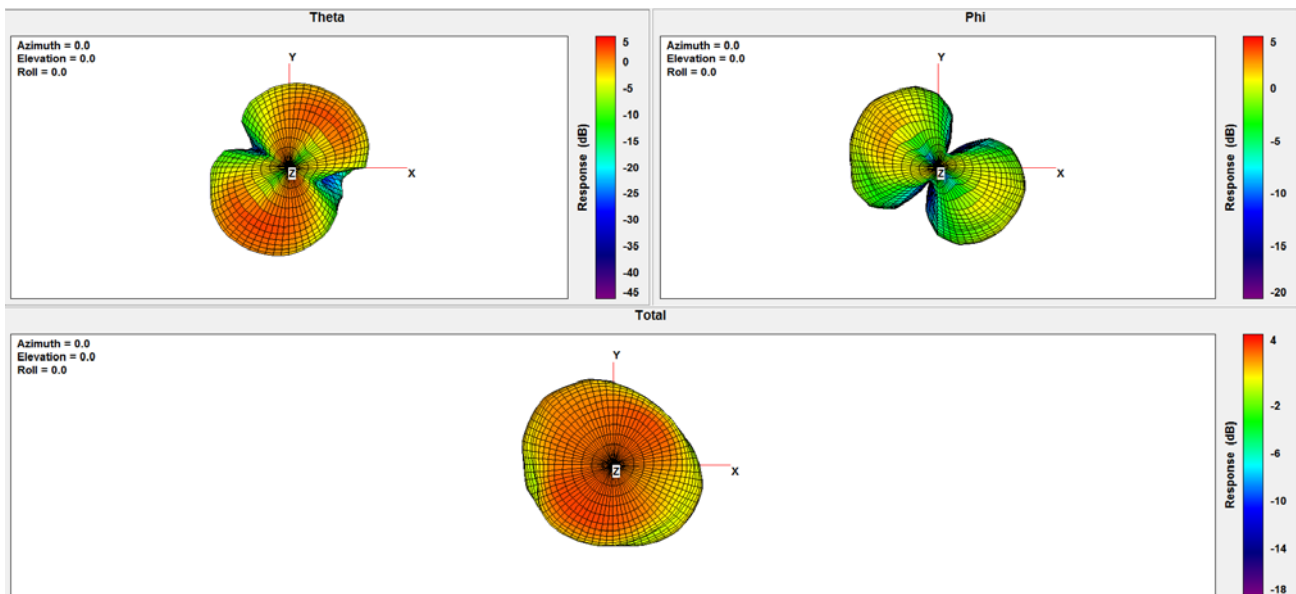 Theta
Azimuth = 0.0
Elevation = 0.0
Roll = 0.0
Y
X
Z
5
0
-5
-10
-15
-20
-25
-30
-35
-40
-45
Response (dB)
Phi
Azimuth = 0.0
Elevation = 0.0
Roll = 0.0
Y
X
Z
5
0
-5
-10
-15
-20
Response (dB)
Total
Azimuth = 0.0
Elevation = 0.0
Roll = 0.0
Y
X
Z
4
-2
-6
-10
-14
-18
Response (dB)